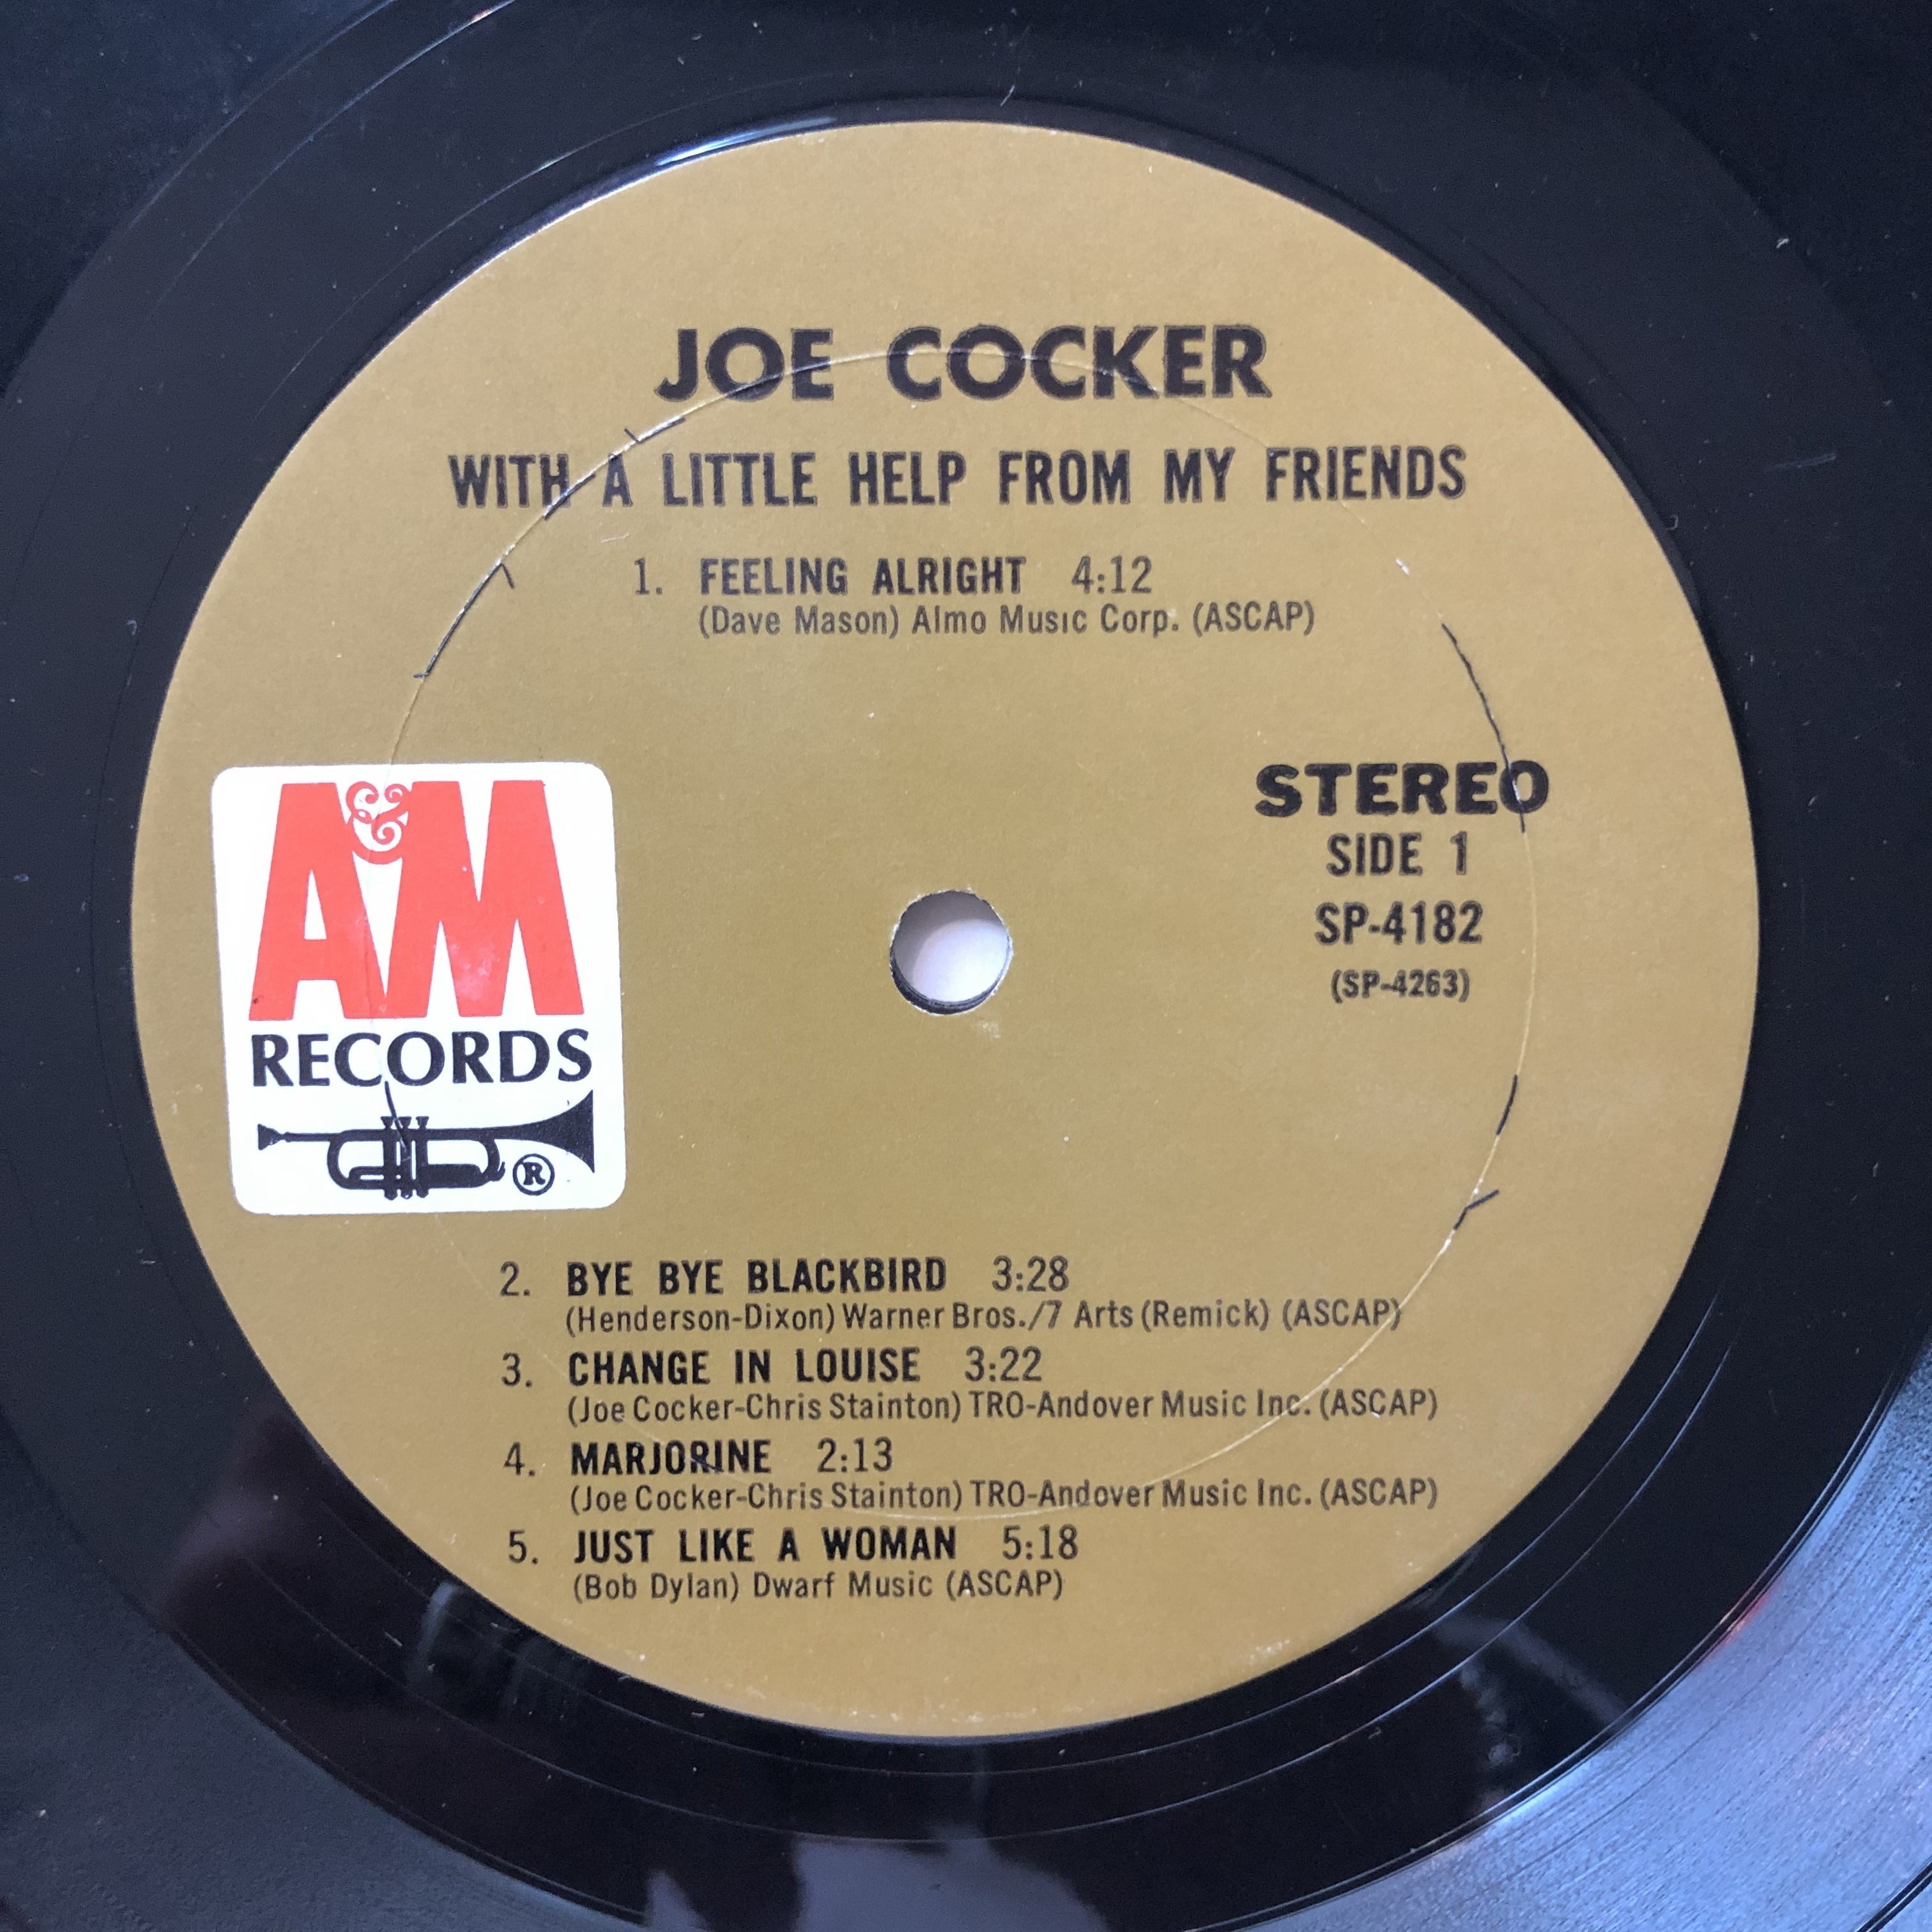 JOE COCKER
WITH A LITTLE HELP FROM MY FRIENDS
1. FEELING ALRIGHT 4:12
(Dave Mason) Almo Music Corp. (ASCAP)
A&M
RECORDS
®
STEREO
SIDE 1
SP-4182
(SP-4263)
2. BYE BYE BLACKBIRD 3:28
(Henderson-Dixon) Warner Bros./7 Arts (Remick) (ASCAP)
3. CHANGE IN LOUISE 3:22
(Joe Cocker-Chris Stainton) TRO-Andover Music Inc. (ASCAP)
4. MARJORINE 2:13
(Joe Cocker-Chris Stainton) TRO-Andover Music Inc. (ASCAP)
5. JUST LIKE A WOMAN 5:18
(Bob Dylan) Dwarf Music (ASCAP)